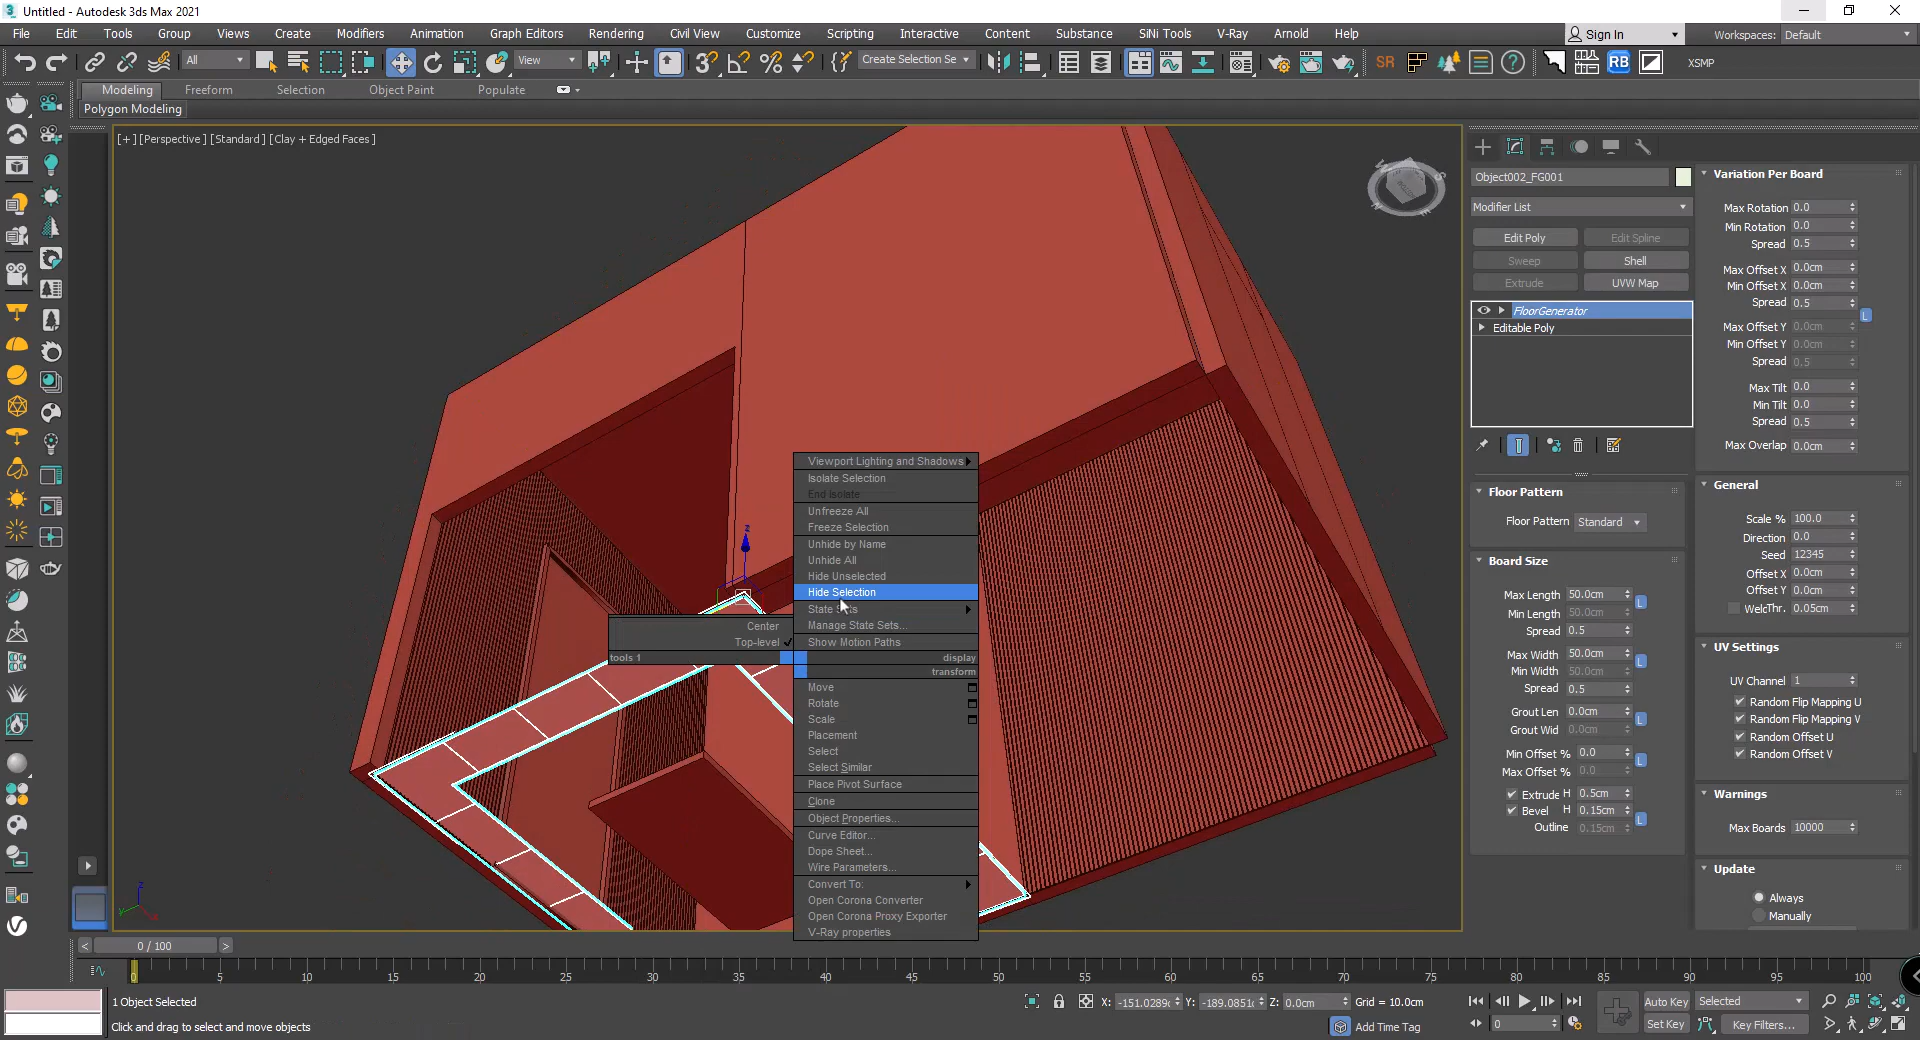 Untitled - Autodesk 3ds Max 2021
File Edit Tools Group Views Create Modifiers Animation Graph Editors Rendering Civil View Customize Scripting Interactive Content Substance SiNi Tools V-Ray Arnold Help
Sign In
Workspaces: Default
All
View
Create Selection Se
SR
RB
XSMP
Modeling Freeform Selection Object Paint Populate
Polygon Modeling
[+] [Perspective ] [Standard ] [Clay + Edged Faces ]
Object002_FG001
Modifier List
Edit Poly Edit Spline
Sweep Shell
Extrude UVW Map
FloorGenerator
Editable Poly
Floor Pattern
Floor Pattern Standard
Board Size
Max Length 50.0cm
Min Length 50.0cm
Spread 0.5
L
Max Width 50.0cm
Min Width 50.0cm
Spread 0.5
L
Grout Len 0.0cm
Grout Wid 0.0cm
L
Min Offset % 0.0
Max Offset % 0.0
L
Extrude H 0.5cm
Bevel H 0.15cm
Outline 0.15cm
L
Variation Per Board
Max Rotation 0.0
Min Rotation 0.0
Spread 0.5
Max Offset X 0.0cm
Min Offset X 0.0cm
Spread 0.5
L
Max Offset Y 0.0cm
Min Offset Y 0.0cm
Spread 0.5
Max Tilt 0.0
Min Tilt 0.0
Spread 0.5
Max Overlap 0.0cm
General
Scale % 100.0
Direction 0.0
Seed 12345
Offset X 0.0cm
Offset Y 0.0cm
WeldThr. 0.05cm
UV Settings
UV Channel 1
Random Flip Mapping U
Random Flip Mapping V
Random Offset U
Random Offset V
Warnings
Max Boards 10000
Update
Always
Manually
Viewport Lighting and Shadows
Isolate Selection
End Isolate
Unfreeze All
Freeze Selection
Unhide by Name
Unhide All
Hide Unselected
Hide Selection
State Sets
Manage State Sets...
Show Motion Paths
Center
Top-level
tools 1
display
transform
Move
Rotate
Scale
Placement
Select
Select Similar
Place Pivot Surface
Clone
Object Properties...
Curve Editor...
Dope Sheet...
Wire Parameters...
Convert To:
Open Corona Converter
Open Corona Proxy Exporter
V-Ray properties
z
z
y
x
< 0 / 100 >
0 5 10 15 20 25 30 35 40 45 50 55 60 65 70 75 80 85 90 95 100
1 Object Selected
Click and drag to select and move objects
X: -151.0289c Y: -189.0851c Z: 0.0cm Grid = 10.0cm
Add Time Tag
0
Auto Key Selected
Set Key Key Filters...